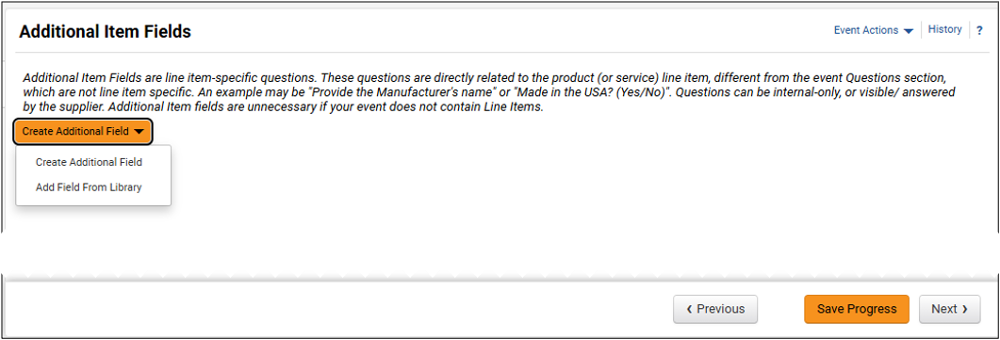 Additional Item Fields
Event Actions History ?
Additional Item Fields are line item-specific questions. These questions are directly related to the product (or service) line item, different from the event Questions section,
which are not line item specific. An example may be "Provide the Manufacturer's name" or "Made in the USA? (Yes/No)". Questions can be internal-only, or visible/ answered
by the supplier. Additional Item fields are unnecessary if your event does not contain Line Items.
Create Additional Field
Create Additional Field
Add Field From Library
‹ Previous
Save Progress
Next ›